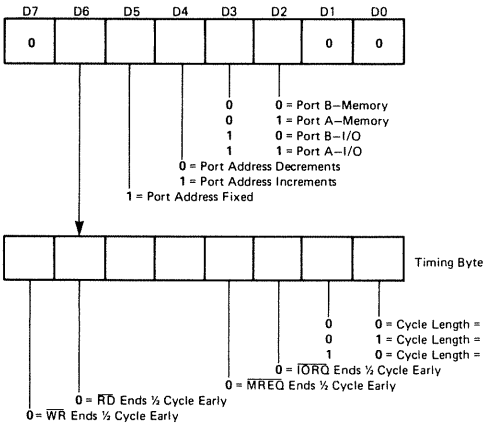 D7 D6 D5 D4 D3 D2 D1 D0
0 0 0
0 0 = Port B–Memory
0 1 = Port A–Memory
1 0 = Port B–I/O
1 1 = Port A–I/O
0 = Port Address Decrements
1 = Port Address Increments
1 = Port Address Fixed
Timing Byte
0 0 = Cycle Length =
0 1 = Cycle Length =
1 0 = Cycle Length =
0 = IORQ Ends ½ Cycle Early
0 = MREQ Ends ½ Cycle Early
0 = RD Ends ½ Cycle Early
0 = WR Ends ½ Cycle Early